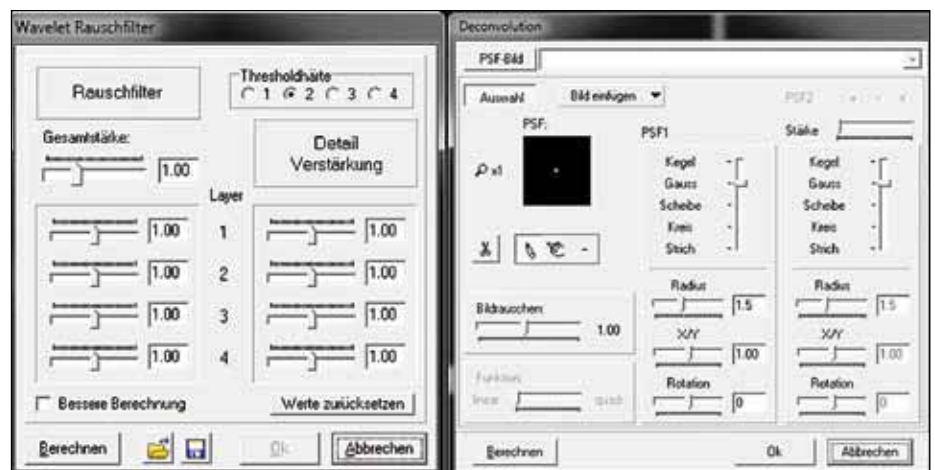 Wavelet Rauschfilter
Rauschfilter
Thresholdhärte
1 2 3 4
Gesamtstärke:
1.00
Detail
Verstärkung
Layer
1.00 1 1.00
1.00 2 1.00
1.00 3 1.00
1.00 4 1.00
Bessere Berechnung
Werte zurücksetzen
Berechnen
Ok
Abbrechen
Deconvolution
PSF-Bild
Auswahl
Bild einfügen
PSF2
PSF:
PSF1
Stärke
x1
Kegel
Gauss
Scheibe
Kreis
Strich
Kegel
Gauss
Scheibe
Kreis
Strich
Bildrauschen
1.00
Radius
1.5
X/Y
1.00
Rotation
0
Radius
1.5
X/Y
1.00
Rotation
0
Funktion
linear
quad
Berechnen
Ok
Abbrechen